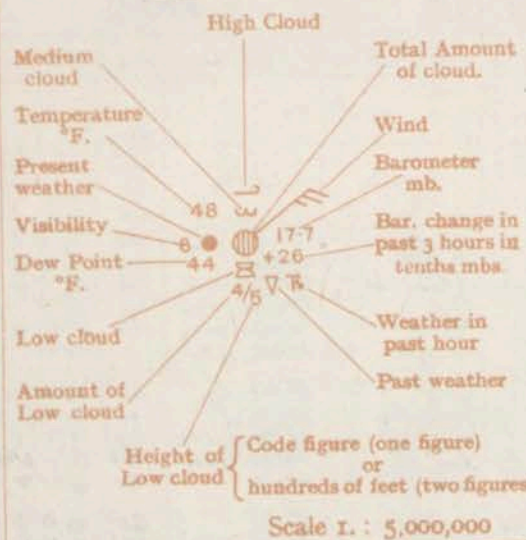 High Cloud
Medium
cloud
Total Amount
of cloud.
Temperature
°F.
Wind
Present
weather
Barometer
mb.
48
Visibility
6
17·7
Bar. change in
past 3 hours in
tenths mbs
+26
Dew Point
°F.
44
4/5
Low cloud
Weather in
past hour
Amount of
Low cloud
Past weather
Height of
Low cloud
Code figure (one figure)
or
hundreds of feet (two figures
Scale 1. : 5,000,000